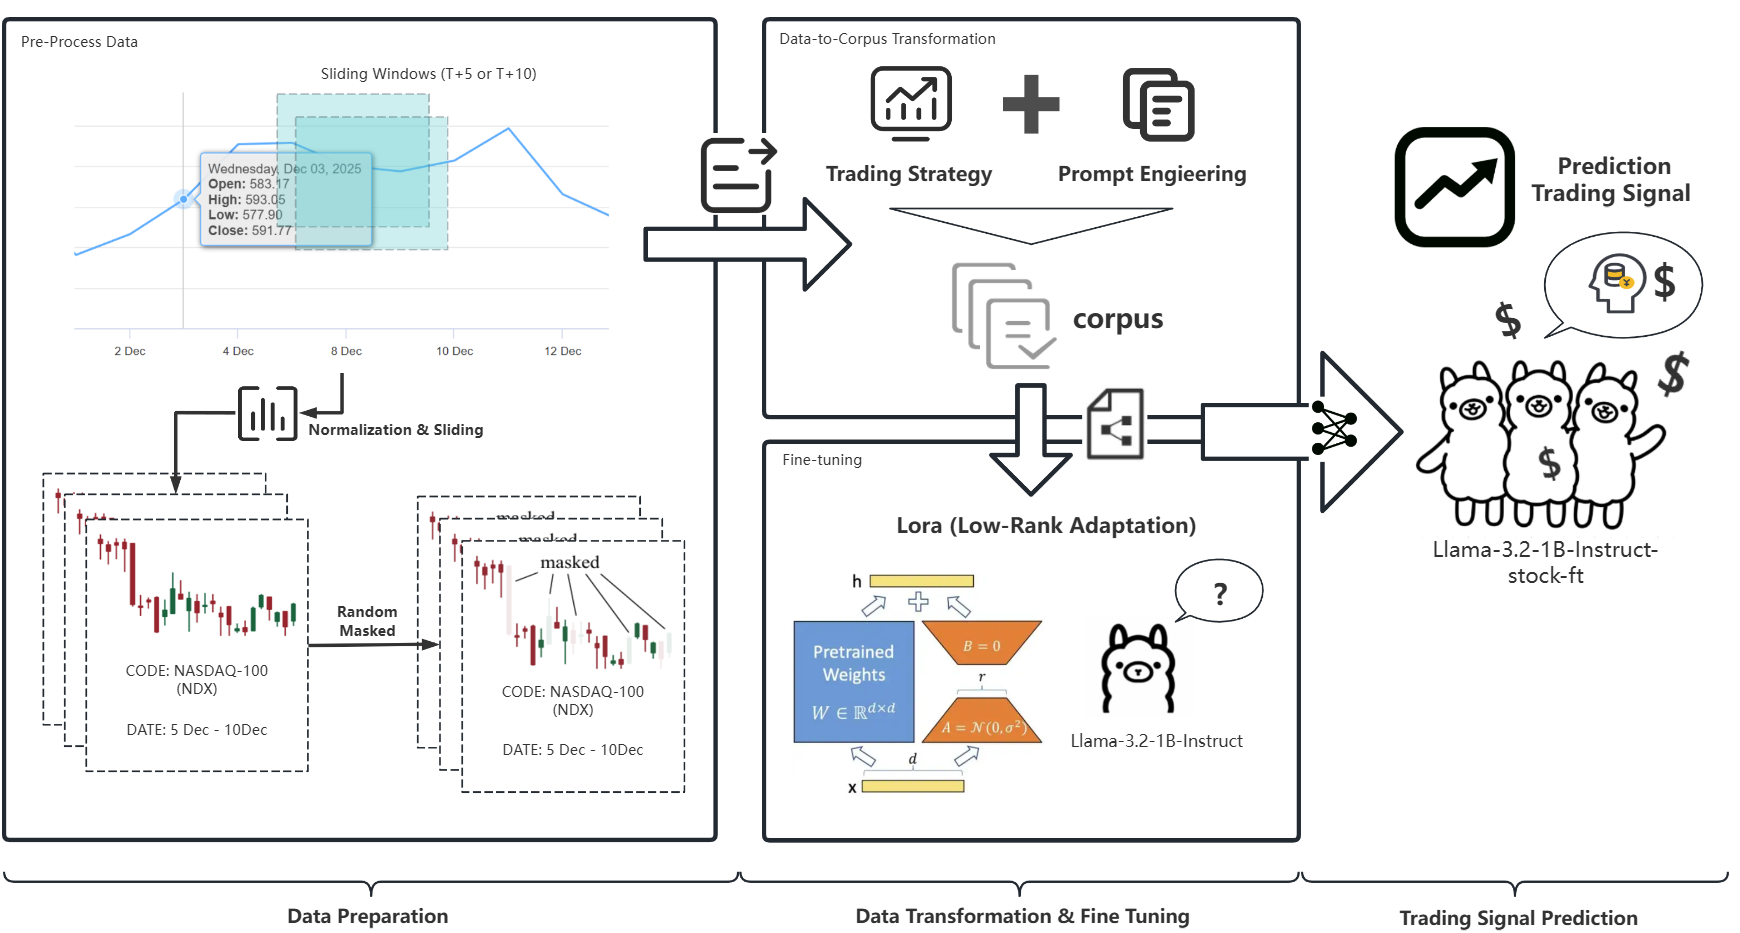 Pre-Process Data
Sliding Windows (T+5 or T+10)
Wednesday, Dec 03, 2025
Open: 583.17
High: 593.05
Low: 577.90
Close: 591.77
2 Dec
4 Dec
8 Dec
10 Dec
12 Dec
Normalization & Sliding
CODE: NASDAQ-100
(NDX)
DATE: 5 Dec - 10Dec
Random
Masked
masked
masked
masked
CODE: NASDAQ-100
(NDX)
DATE: 5 Dec - 10Dec
Data-to-Corpus Transformation
Trading Strategy
Prompt Engieering
corpus
Fine-tuning
Lora (Low-Rank Adaptation)
h
Pretrained
Weights
W ∈ ℝ^{d×d}
B = 0
r
A = 𝒩(0, σ²)
d
x
?
Llama-3.2-1B-Instruct
Prediction
Trading Signal
¥
$
$
$
$
Llama-3.2-1B-Instruct-
stock-ft
Data Preparation
Data Transformation & Fine Tuning
Trading Signal Prediction